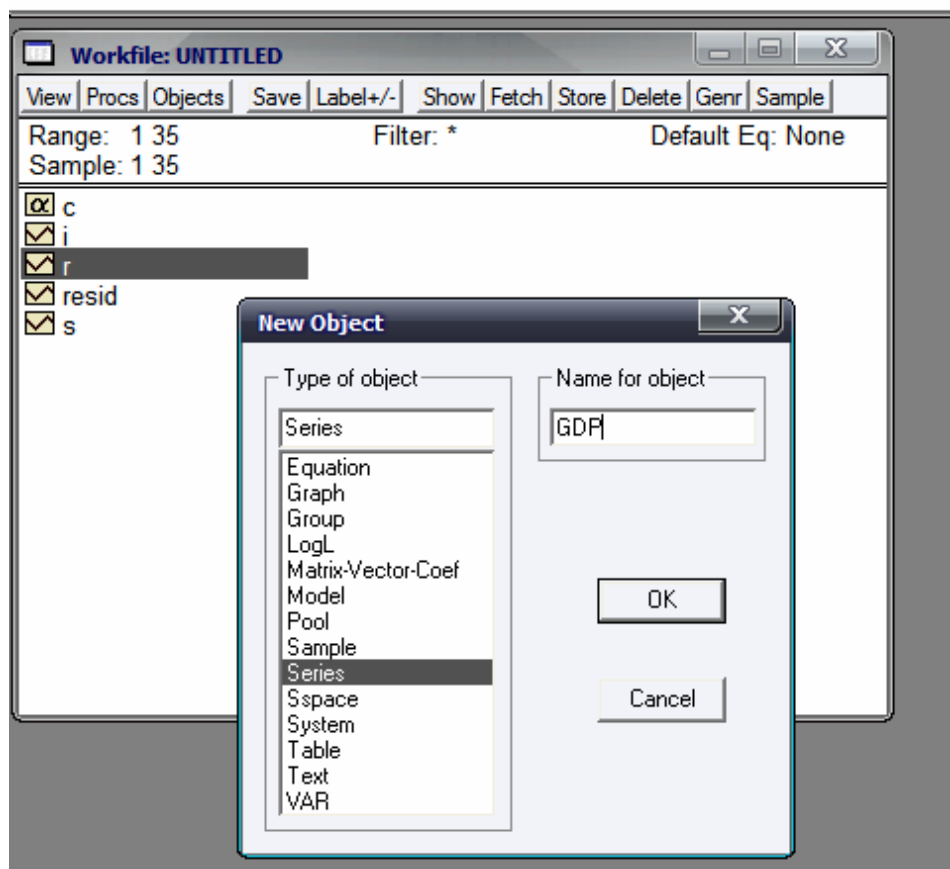 Workfile: UNTITLED
View Procs Objects Save Label+/- Show Fetch Store Delete Genr Sample
Range: 1 35 Filter: * Default Eq: None
Sample: 1 35
α c
i
r
resid
s
New Object
Type of object
Name for object
Series
GDP
Equation
Graph
Group
LogL
Matrix-Vector-Coef
Model
Pool
Sample
Series
Sspace
System
Table
Text
VAR
OK
Cancel